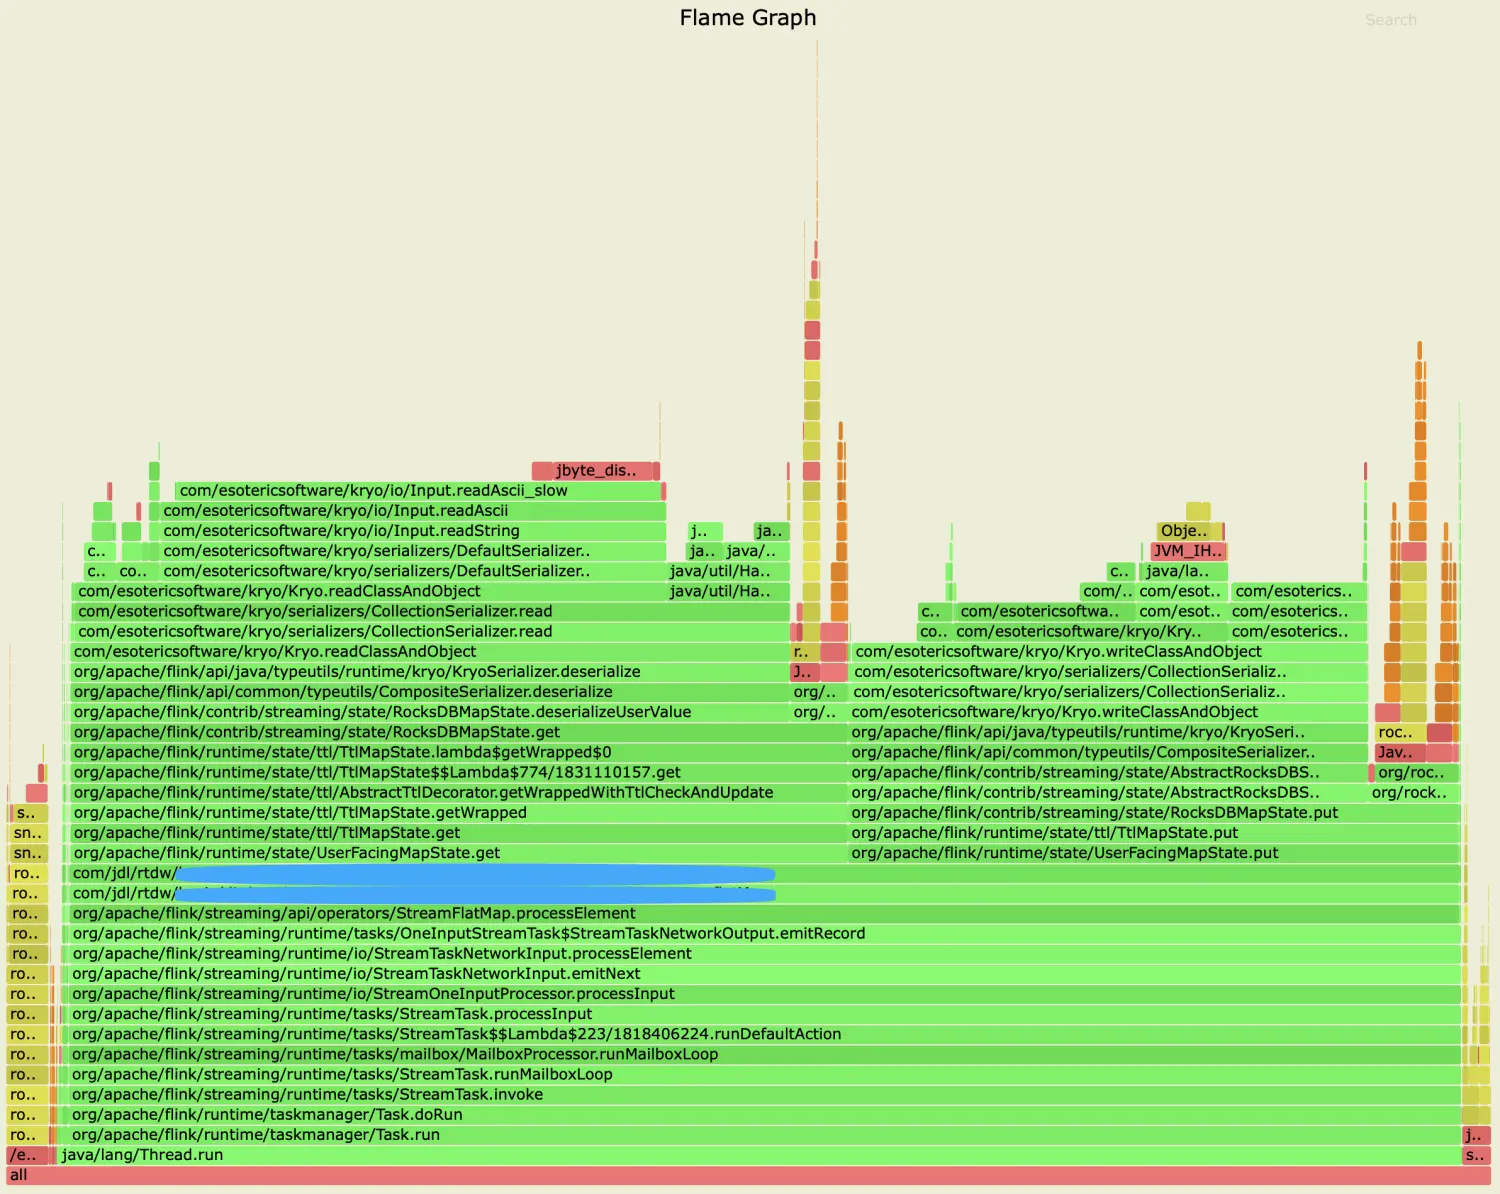 Flame Graph
Search
jbyte_dis..
com/esotericsoftware/kryo/io/Input.readAscii_slow
com/esotericsoftware/kryo/io/Input.readAscii
com/esotericsoftware/kryo/io/Input.readString j.. ja.. Obje..
c.. com/esotericsoftware/kryo/serializers/DefaultSerializer.. ja.. java/.. JVM_IH..
c.. co.. com/esotericsoftware/kryo/serializers/DefaultSerializer.. java/util/Ha.. c.. java/la..
com/esotericsoftware/kryo/Kryo.readClassAndObject java/util/Ha.. com/.. com/esot.. com/esoterics..
com/esotericsoftware/kryo/serializers/CollectionSerializer.read c.. com/esotericsoftwa.. com/esot.. com/esoterics..
com/esotericsoftware/kryo/serializers/CollectionSerializer.read co.. com/esotericsoftware/kryo/Kry.. com/esoterics..
com/esotericsoftware/kryo/Kryo.readClassAndObject r.. com/esotericsoftware/kryo/Kryo.writeClassAndObject
org/apache/flink/api/java/typeutils/runtime/kryo/KryoSerializer.deserialize J.. com/esotericsoftware/kryo/serializers/CollectionSerializ..
org/apache/flink/api/common/typeutils/CompositeSerializer.deserialize org/.. com/esotericsoftware/kryo/serializers/CollectionSerializ..
org/apache/flink/contrib/streaming/state/RocksDBMapState.deserializeUserValue org/.. com/esotericsoftware/kryo/Kryo.writeClassAndObject
org/apache/flink/contrib/streaming/state/RocksDBMapState.get org/apache/flink/api/java/typeutils/runtime/kryo/KryoSeri.. roc..
org/apache/flink/runtime/state/ttl/TtlMapState.lambda$getWrapped$0 org/apache/flink/api/common/typeutils/CompositeSerializer.. Jav..
org/apache/flink/runtime/state/ttl/TtlMapState$$Lambda$774/1831110157.get org/apache/flink/contrib/streaming/state/AbstractRocksDBS.. org/roc..
org/apache/flink/runtime/state/ttl/AbstractTtlDecorator.getWrappedWithTtlCheckAndUpdate org/apache/flink/contrib/streaming/state/AbstractRocksDBS.. org/rock..
s.. org/apache/flink/runtime/state/ttl/TtlMapState.getWrapped org/apache/flink/contrib/streaming/state/RocksDBMapState.put
sn.. org/apache/flink/runtime/state/ttl/TtlMapState.get org/apache/flink/runtime/state/ttl/TtlMapState.put
sn.. org/apache/flink/runtime/state/UserFacingMapState.get org/apache/flink/runtime/state/UserFacingMapState.put
ro.. com/jdl/rtdw/
ro.. com/jdl/rtdw/
ro.. org/apache/flink/streaming/api/operators/StreamFlatMap.processElement
ro.. org/apache/flink/streaming/runtime/tasks/OneInputStreamTask$StreamTaskNetworkOutput.emitRecord
ro.. org/apache/flink/streaming/runtime/io/StreamTaskNetworkInput.processElement
ro.. org/apache/flink/streaming/runtime/io/StreamTaskNetworkInput.emitNext
ro.. org/apache/flink/streaming/runtime/io/StreamOneInputProcessor.processInput
ro.. org/apache/flink/streaming/runtime/tasks/StreamTask.processInput
ro.. org/apache/flink/streaming/runtime/tasks/StreamTask$$Lambda$223/1818406224.runDefaultAction
ro.. org/apache/flink/streaming/runtime/tasks/mailbox/MailboxProcessor.runMailboxLoop
ro.. org/apache/flink/streaming/runtime/tasks/StreamTask.runMailboxLoop
ro.. org/apache/flink/streaming/runtime/tasks/StreamTask.invoke
ro.. org/apache/flink/runtime/taskmanager/Task.doRun
ro.. org/apache/flink/runtime/taskmanager/Task.run j..
/e.. java/lang/Thread.run s..
all